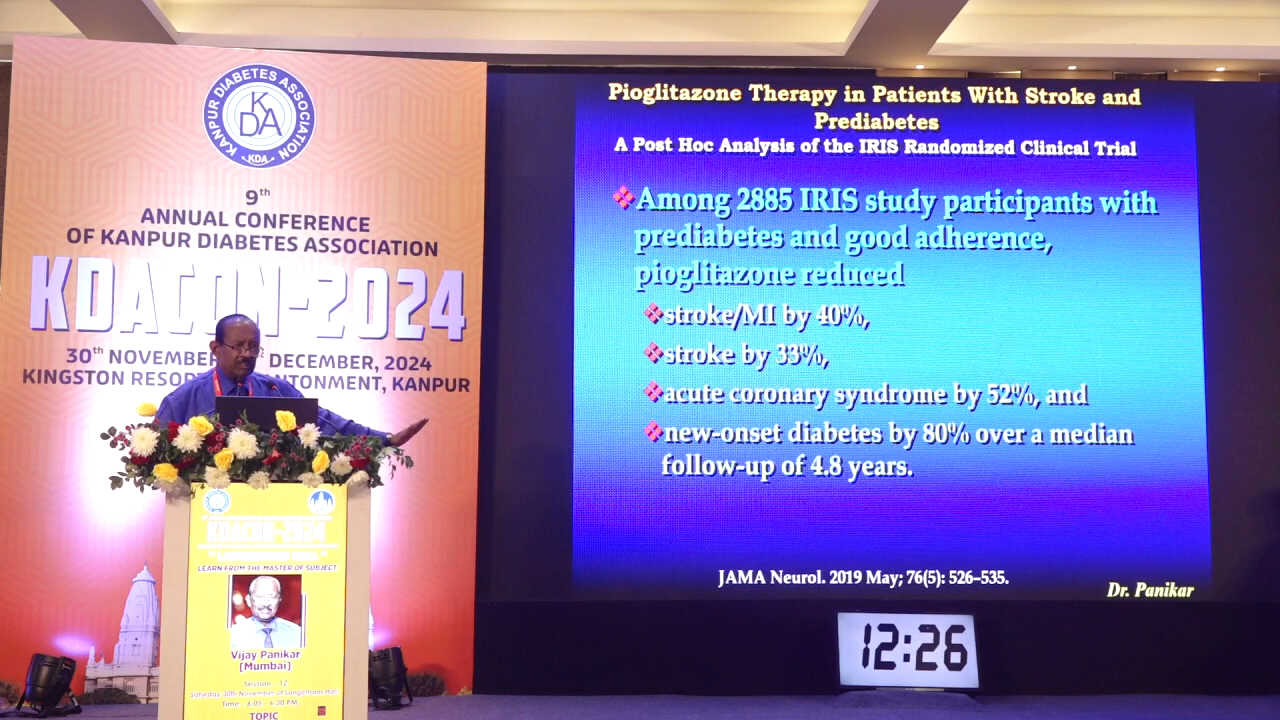 KANPUR DIABETES ASSOCIATION
KDA
KDA
9th
ANNUAL CONFERENCE
OF KANPUR DIABETES ASSOCIATION
KDACON-2024
30th NOVEMBER DECEMBER, 2024
KINGSTON RESORT CANTONMENT, KANPUR
KDACON-2024
LEARN FROM THE MASTER OF SUBJECT
Vijay Panikar
[Mumbai]
Session : 12
TOPIC
Pioglitazone Therapy in Patients With Stroke and
Prediabetes
A Post Hoc Analysis of the IRIS Randomized Clinical Trial
Among 2885 IRIS study participants with
prediabetes and good adherence,
pioglitazone reduced
stroke/MI by 40%,
stroke by 33%,
acute coronary syndrome by 52%, and
new-onset diabetes by 80% over a median
follow-up of 4.8 years.
JAMA Neurol. 2019 May; 76(5): 526–535.
Dr. Panikar
12:26